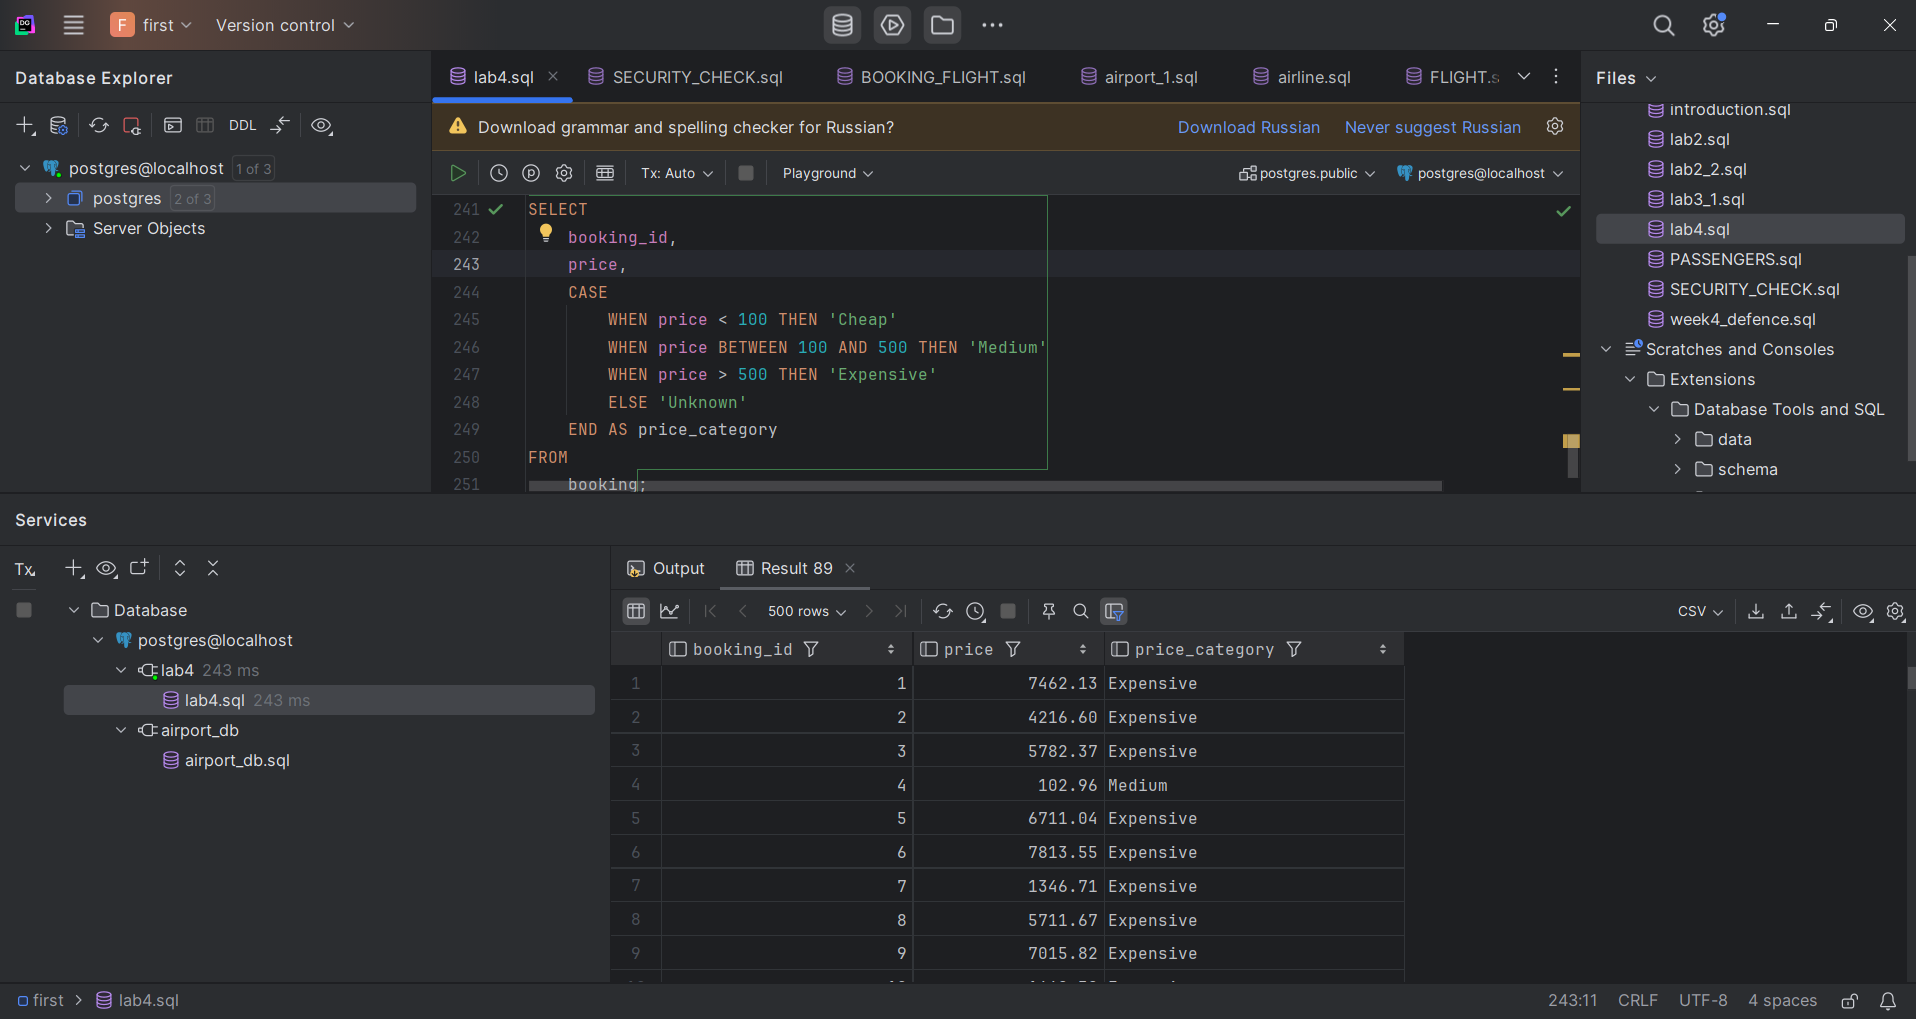 F first Version control
Database Explorer
DDL
postgres@localhost 1 of 3
postgres 2 of 3
Server Objects
lab4.sql SECURITY_CHECK.sql BOOKING_FLIGHT.sql airport_1.sql airline.sql FLIGHT.s
Download grammar and spelling checker for Russian? Download Russian Never suggest Russian
Tx: Auto Playground postgres.public postgres@localhost
241 SELECT
242 booking_id,
243 price,
244 CASE
245 WHEN price < 100 THEN 'Cheap'
246 WHEN price BETWEEN 100 AND 500 THEN 'Medium'
247 WHEN price > 500 THEN 'Expensive'
248 ELSE 'Unknown'
249 END AS price_category
250 FROM
251 booking;
Files
introduction.sql
lab2.sql
lab2_2.sql
lab3_1.sql
lab4.sql
PASSENGERS.sql
SECURITY_CHECK.sql
week4_defence.sql
Scratches and Consoles
Extensions
Database Tools and SQL
data
schema
Services
Tx
Database
postgres@localhost
lab4 243 ms
lab4.sql 243 ms
airport_db
airport_db.sql
Output Result 89
500 rows CSV
booking_id price price_category
1 1 7462.13 Expensive
2 2 4216.60 Expensive
3 3 5782.37 Expensive
4 4 102.96 Medium
5 5 6711.04 Expensive
6 6 7813.55 Expensive
7 7 1346.71 Expensive
8 8 5711.67 Expensive
9 9 7015.82 Expensive
first > lab4.sql
243:11 CRLF UTF-8 4 spaces